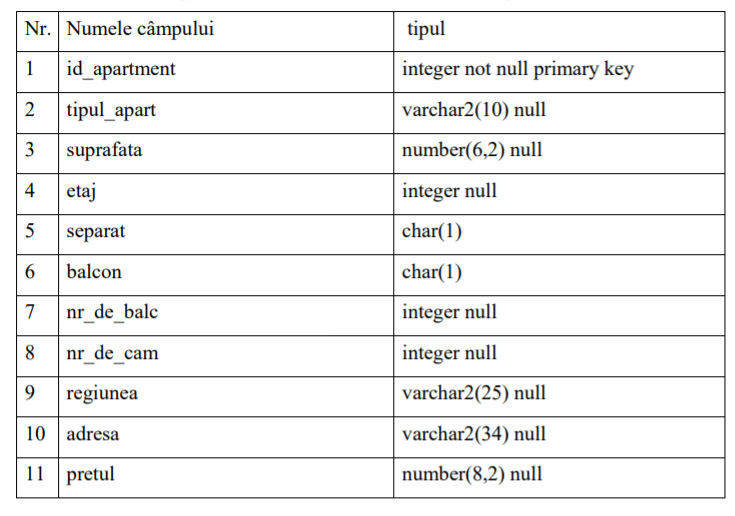 Nr. Numele câmpului tipul
1 id_apartment integer not null primary key
2 tipul_apart varchar2(10) null
3 suprafata number(6,2) null
4 etaj integer null
5 separat char(1)
6 balcon char(1)
7 nr_de_balc integer null
8 nr_de_cam integer null
9 regiunea varchar2(25) null
10 adresa varchar2(34) null
11 pretul number(8,2) null